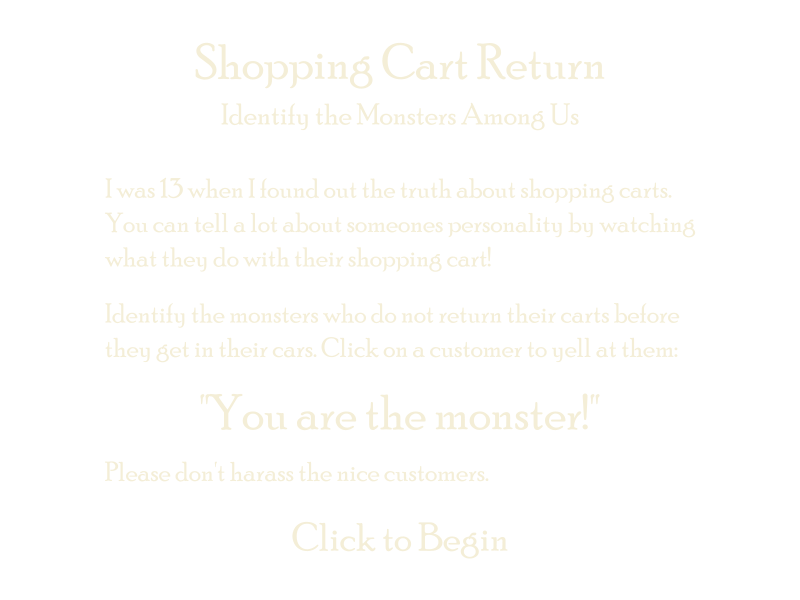 Shopping Cart Return
Identify the Monsters Among Us
I was 13 when I found out the truth about shopping carts.
You can tell a lot about someones personality by watching
what they do with their shopping cart!
Identify the monsters who do not return their carts before
they get in their cars. Click on a customer to yell at them:
"You are the monster!"
Please don't harass the nice customers.
Click to Begin